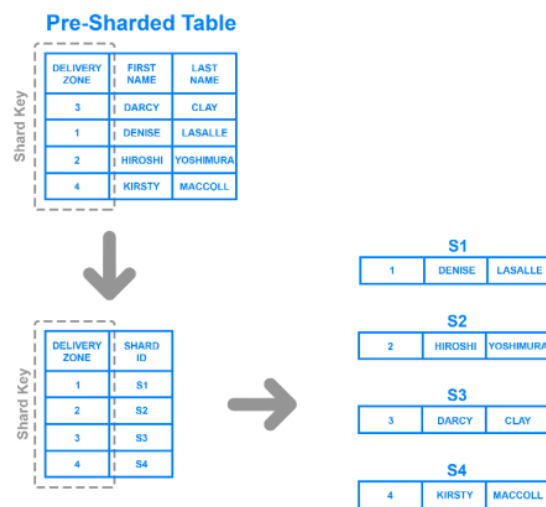 Pre-Sharded Table
Shard Key
DELIVERY ZONE FIRST NAME LAST NAME
3 DARCY CLAY
1 DENISE LASALLE
2 HIROSHI YOSHIMURA
4 KIRSTY MACCOLL
Shard Key
DELIVERY ZONE SHARD ID
1 S1
2 S2
3 S3
4 S4
S1
1 DENISE LASALLE
S2
2 HIROSHI YOSHIMURA
S3
3 DARCY CLAY
S4
4 KIRSTY MACCOLL